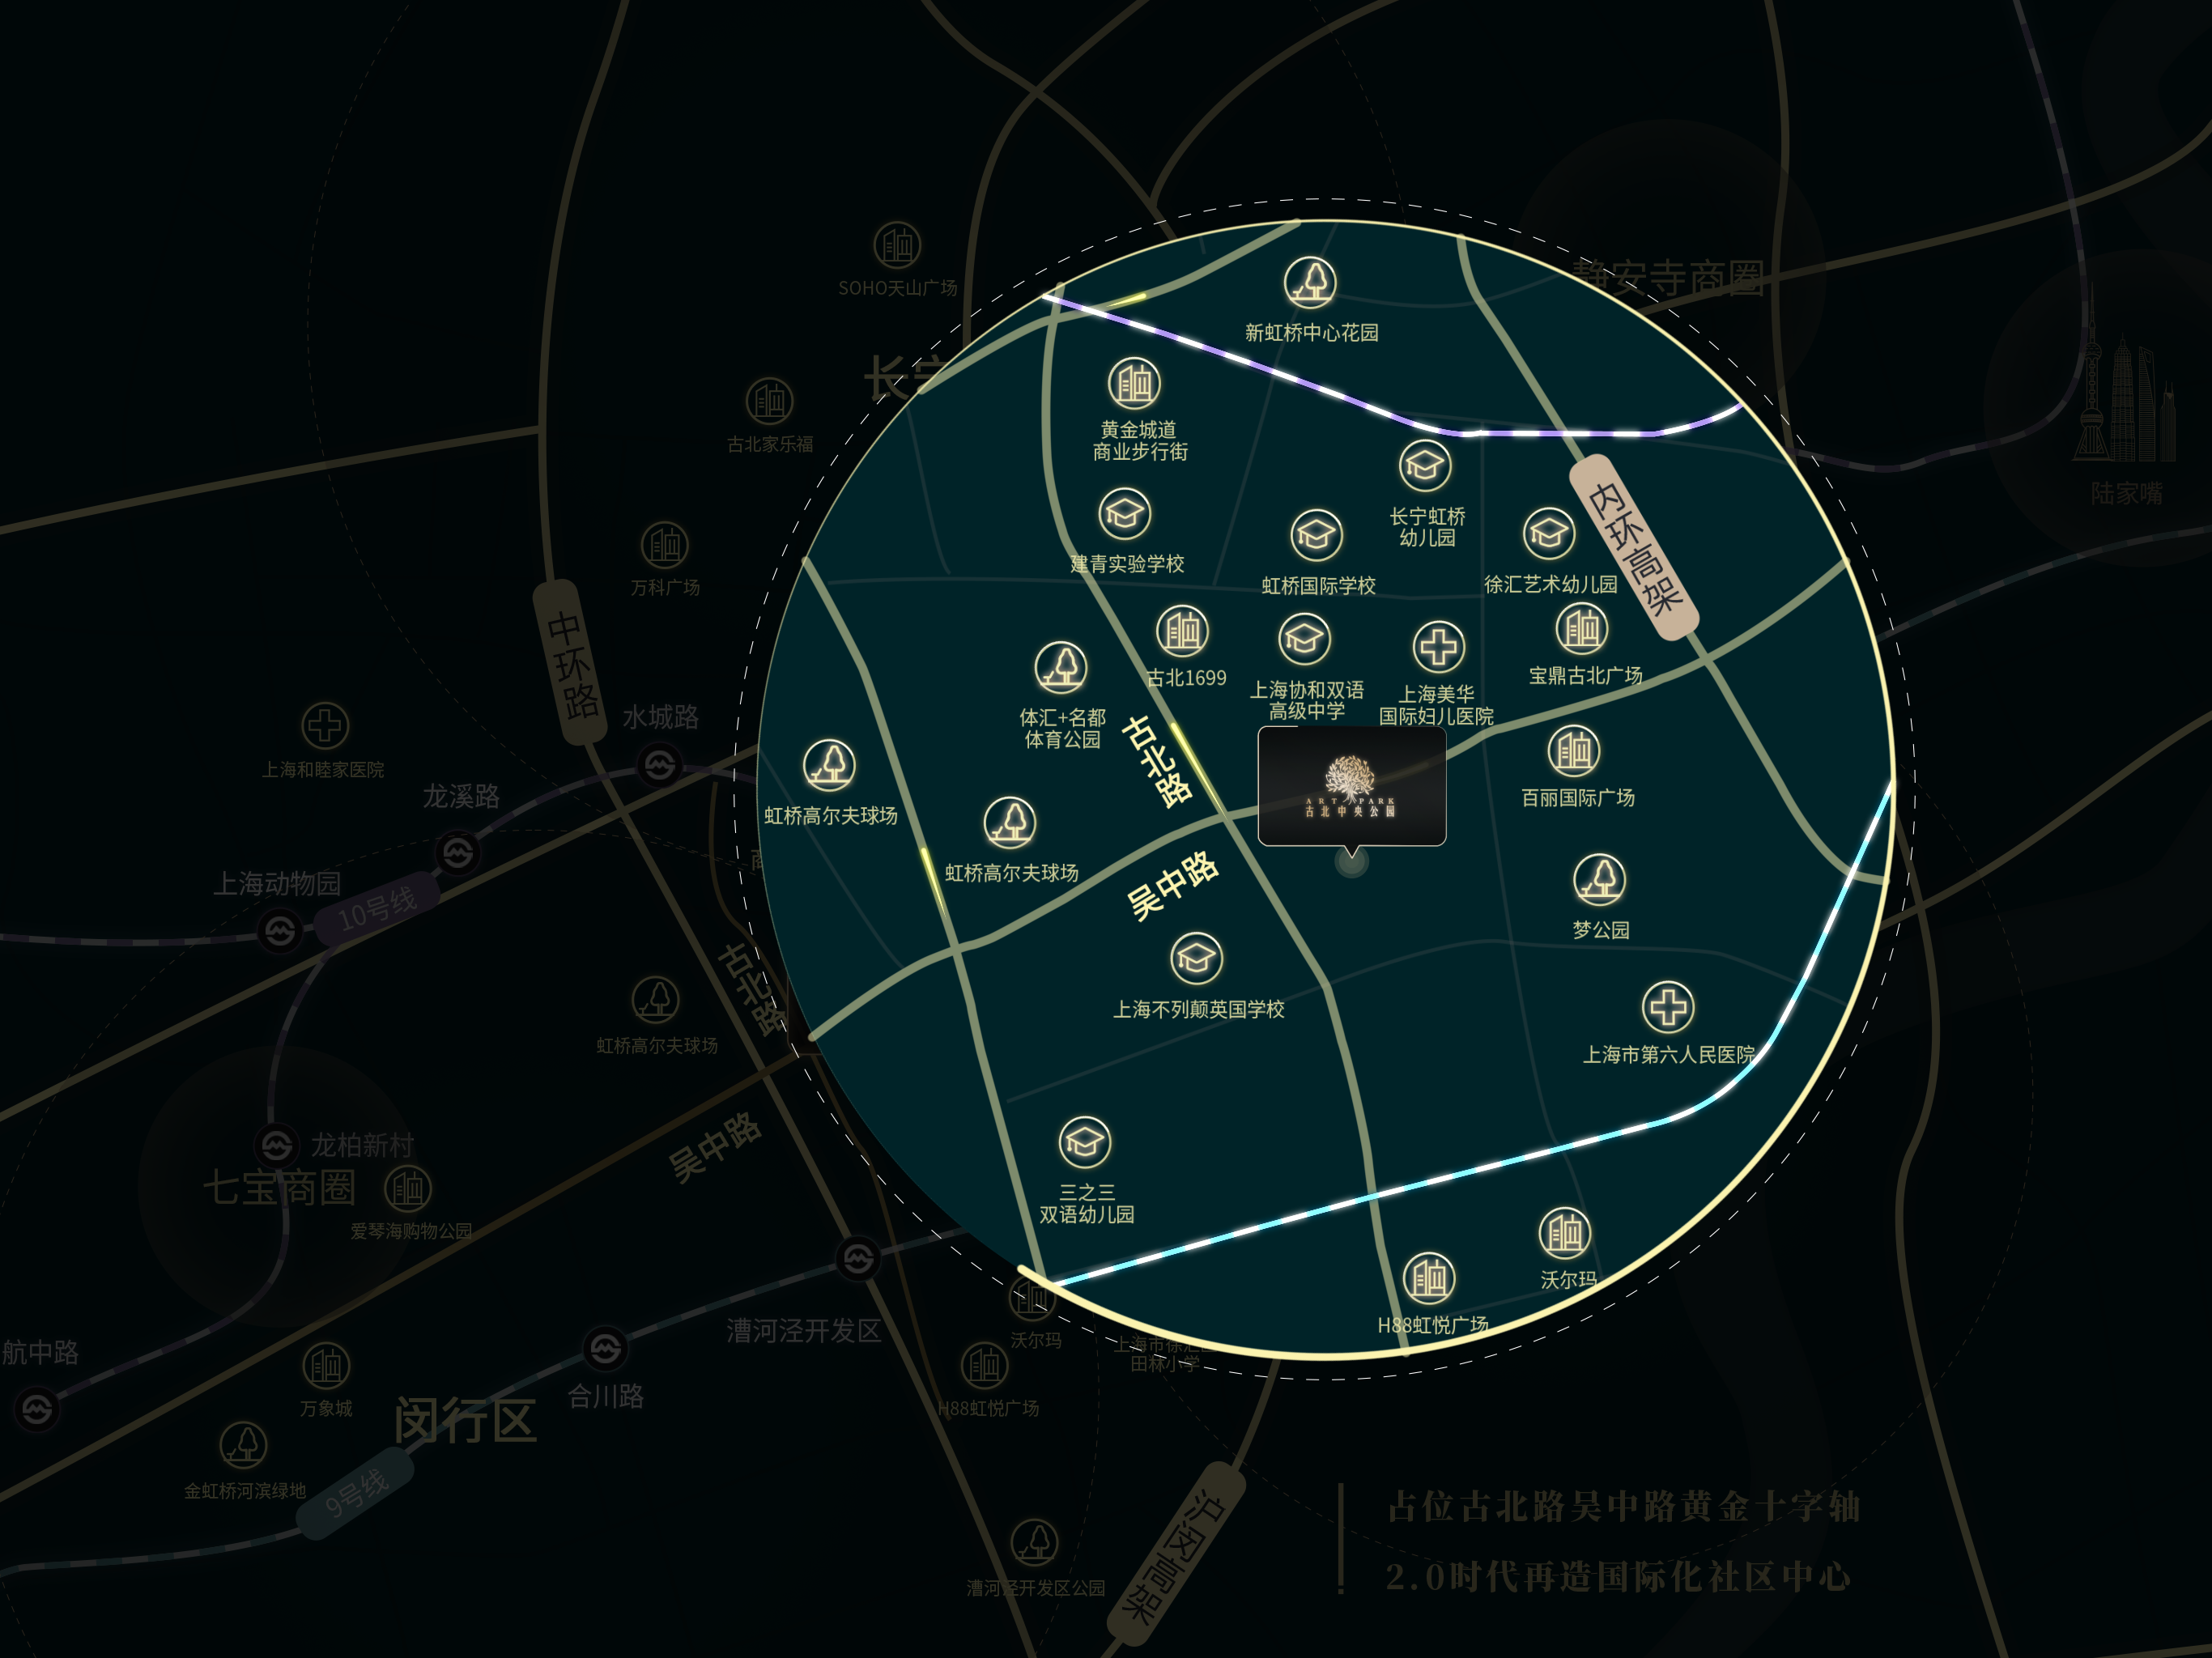 SOHO天山广场
静安寺商圈
新虹桥中心花园
长宁
古北家乐福
黄金城道
商业步行街
陆家嘴
内环高架
长宁虹桥
幼儿园
建青实验学校
虹桥国际学校
徐汇艺术幼儿园
万科广场
中环路
古北1699
上海协和双语
高级中学
上海美华
国际妇儿医院
宝鼎古北广场
体汇+名都
体育公园
水城路
上海和睦家医院
龙溪路
古北路
ART PARK
古北中央公园
百丽国际广场
虹桥高尔夫球场
虹桥高尔夫球场
商
上海动物园
10号线
吴中路
梦公园
古北路
上海不列颠英国学校
虹桥高尔夫球场
上海市第六人民医院
龙柏新村
七宝商圈
吴中路
爱琴海购物公园
三之三
双语幼儿园
沃尔玛
H88虹悦广场
漕河泾开发区
沃尔玛
上海市徐汇区
田林小学
航中路
合川路
万象城
H88虹悦广场
闵行区
金虹桥河滨绿地
9号线
沪闵高架
漕河泾开发区公园
占位古北路吴中路黄金十字轴
2.0时代再造国际化社区中心